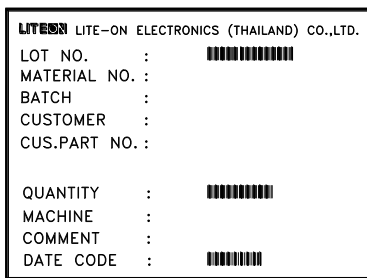 LITEON LITE-ON ELECTRONICS (THAILAND) CO.,LTD.
LOT NO. :
MATERIAL NO. :
BATCH :
CUSTOMER :
CUS.PART NO. :
QUANTITY :
MACHINE :
COMMENT :
DATE CODE :